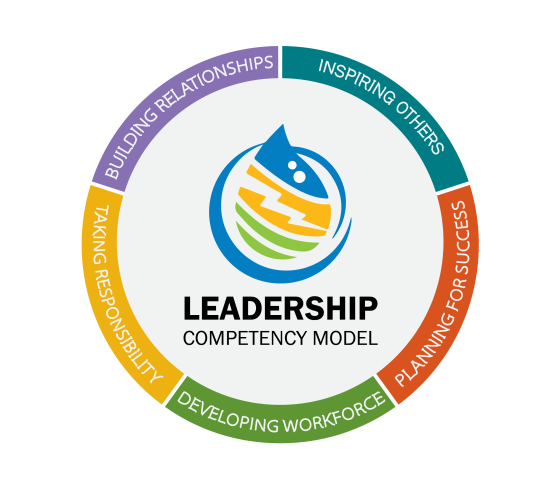 BUILDING RELATIONSHIPS
INSPIRING OTHERS
PLANNING FOR SUCCESS
DEVELOPING WORKFORCE
TAKING RESPONSIBILITY
LEADERSHIP
COMPETENCY MODEL